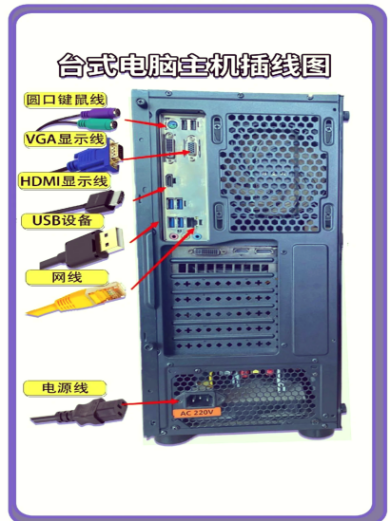 台式电脑主机插线图
圆口键鼠线
VGA显示线
HDMI显示线
USB设备
网线
电源线
AC 220V